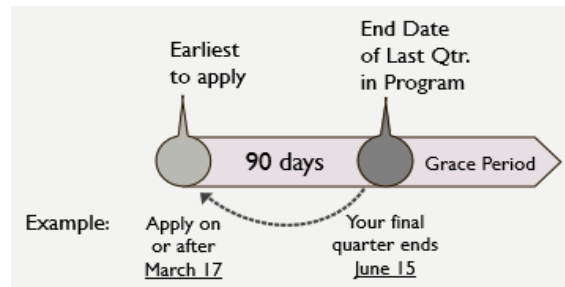 Earliest
to apply
End Date
of Last Qtr.
in Program
90 days
Grace Period
Example:
Apply on
or after
March 17
Your final
quarter ends
June 15